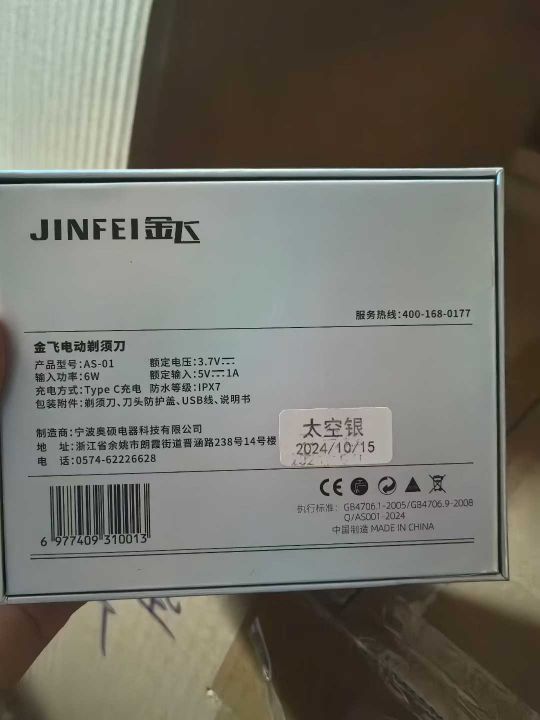 JINFEI金飞
服务热线:400-168-0177
金飞电动剃须刀
产品型号:AS-01 额定电压:3.7V
输入功率:6W 额定输入:5V 1A
充电方式:Type C充电 防水等级:IPX7
包装附件:剃须刀、刀头防护盖、USB线、说明书
制造商:宁波奥硕电器科技有限公司
地 址:浙江省余姚市朗霞街道晋涵路238号14号楼
电 话:0574-62226628
太空银
2024/10/15
CE
执行标准: GB4706.1-2005/GB4706.9-2008
Q/AS001-2024
中国制造 MADE IN CHINA
6 977409 310013